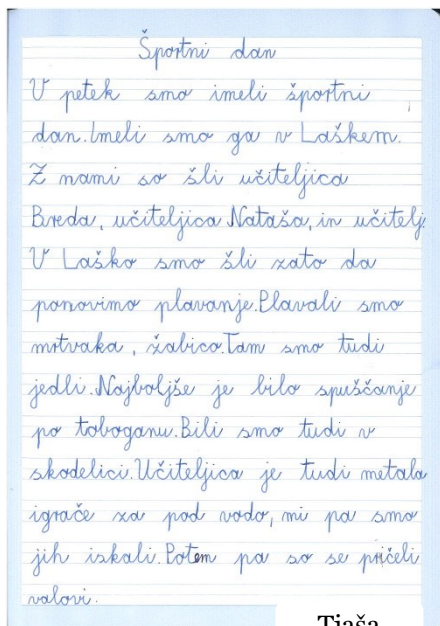 Športni dan
V petek smo imeli športni
dan. Imeli smo ga v Laškem.
Z nami so šli učiteljica
Breda, učiteljica Nataša, in učitelj.
V Laško smo šli zato da
ponovimo plavanje. Plavali smo
mrtvaka, žabico. Tam smo tudi
jedli. Najboljše je bilo spuščanje
po toboganu. Bili smo tudi v
skodelici. Učiteljica je tudi metala
igrače za pod vodo, mi pa smo
jih iskali. Potem pa so se pričeli
valovi.
Tjaša